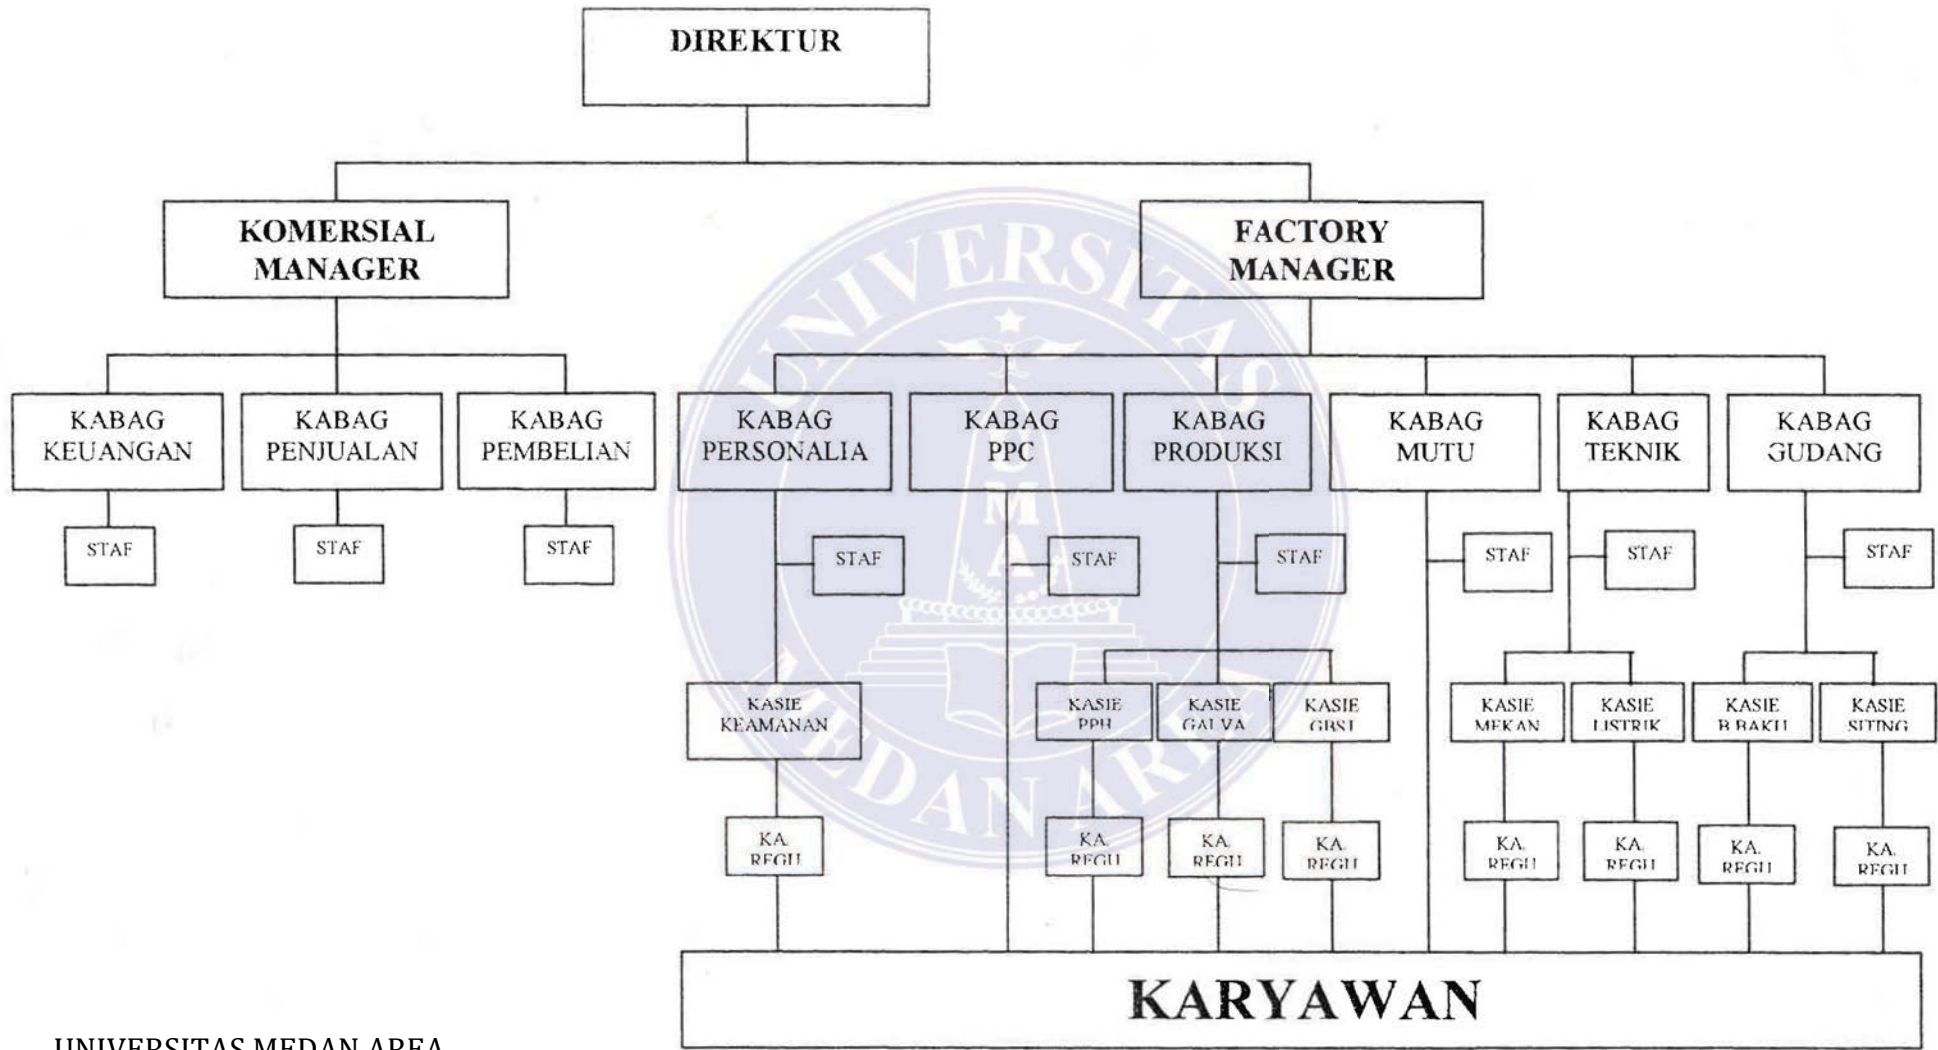 DIREKTUR
KOMERSIAL
MANAGER
FACTORY
MANAGER
KABAG
KEUANGAN
KABAG
PENJUALAN
KABAG
PEMBELIAN
KABAG
PERSONALIA
KABAG
PPC
KABAG
PRODUKSI
KABAG
MUTU
KABAG
TEKNIK
KABAG
GUDANG
STAF
STAF
STAF
STAF
STAF
STAF
STAF
STAF
STAF
KASIE
KEAMANAN
KASIE
PPH
KASIE
GALVA
KASIE
KASIE
MEKAN
KASIE
LISTRIK
KASIE
B.BAKU
KASIE
SITING
KA.
REGU
KA.
REGU
KA.
REGU
KA.
REGU
KA.
REGU
KA.
REGU
KA.
REGU
KA.
REGU
KARYAWAN
UNIVERSITAS MEDAN AREA
UNIVERSITAS
MEDAN AREA
U
M
A